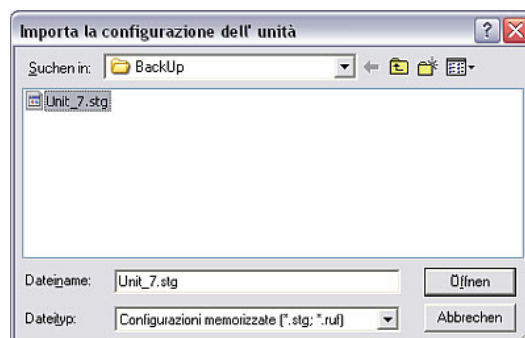 Importa la configurazione dell' unità
Suchen in: BackUp
Unit_7.stg
Dateiname: Unit_7.stg Öffnen
Dateityp: Configurazioni memorizzate (*.stg; *.ruf) Abbrechen